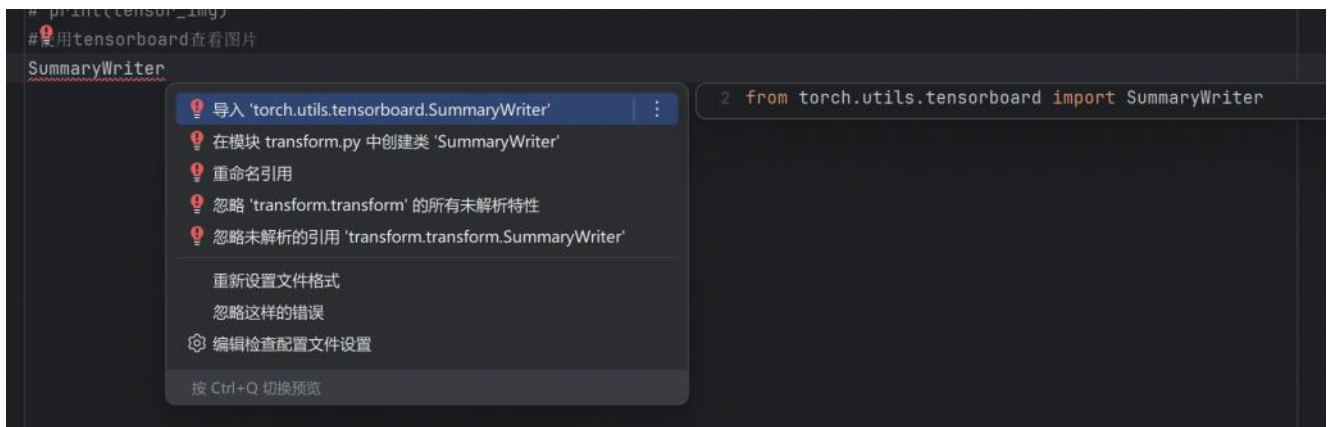 # print(tensor_img)
#使用tensorboard查看图片
SummaryWriter
导入 'torch.utils.tensorboard.SummaryWriter'
2 from torch.utils.tensorboard import SummaryWriter
在模块 transform.py 中创建类 'SummaryWriter'
重命名引用
忽略 'transform.transform' 的所有未解析特性
忽略未解析的引用 'transform.transform.SummaryWriter'
重新设置文件格式
忽略这样的错误
编辑检查配置文件设置
按 Ctrl+Q 切换预览